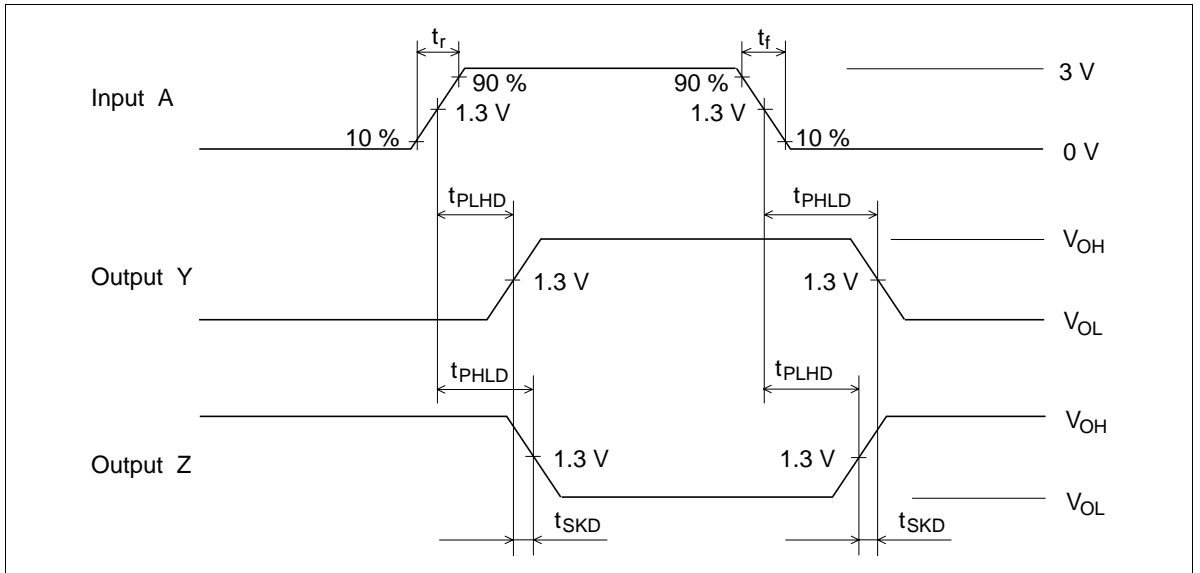 tr
tf
90 %
90 %
3 V
Input A
1.3 V
1.3 V
10 %
10 %
0 V
tPLHD
tPHLD
VOH
Output Y
1.3 V
1.3 V
VOL
tPHLD
tPLHD
VOH
Output Z
1.3 V
1.3 V
VOL
tSKD
tSKD